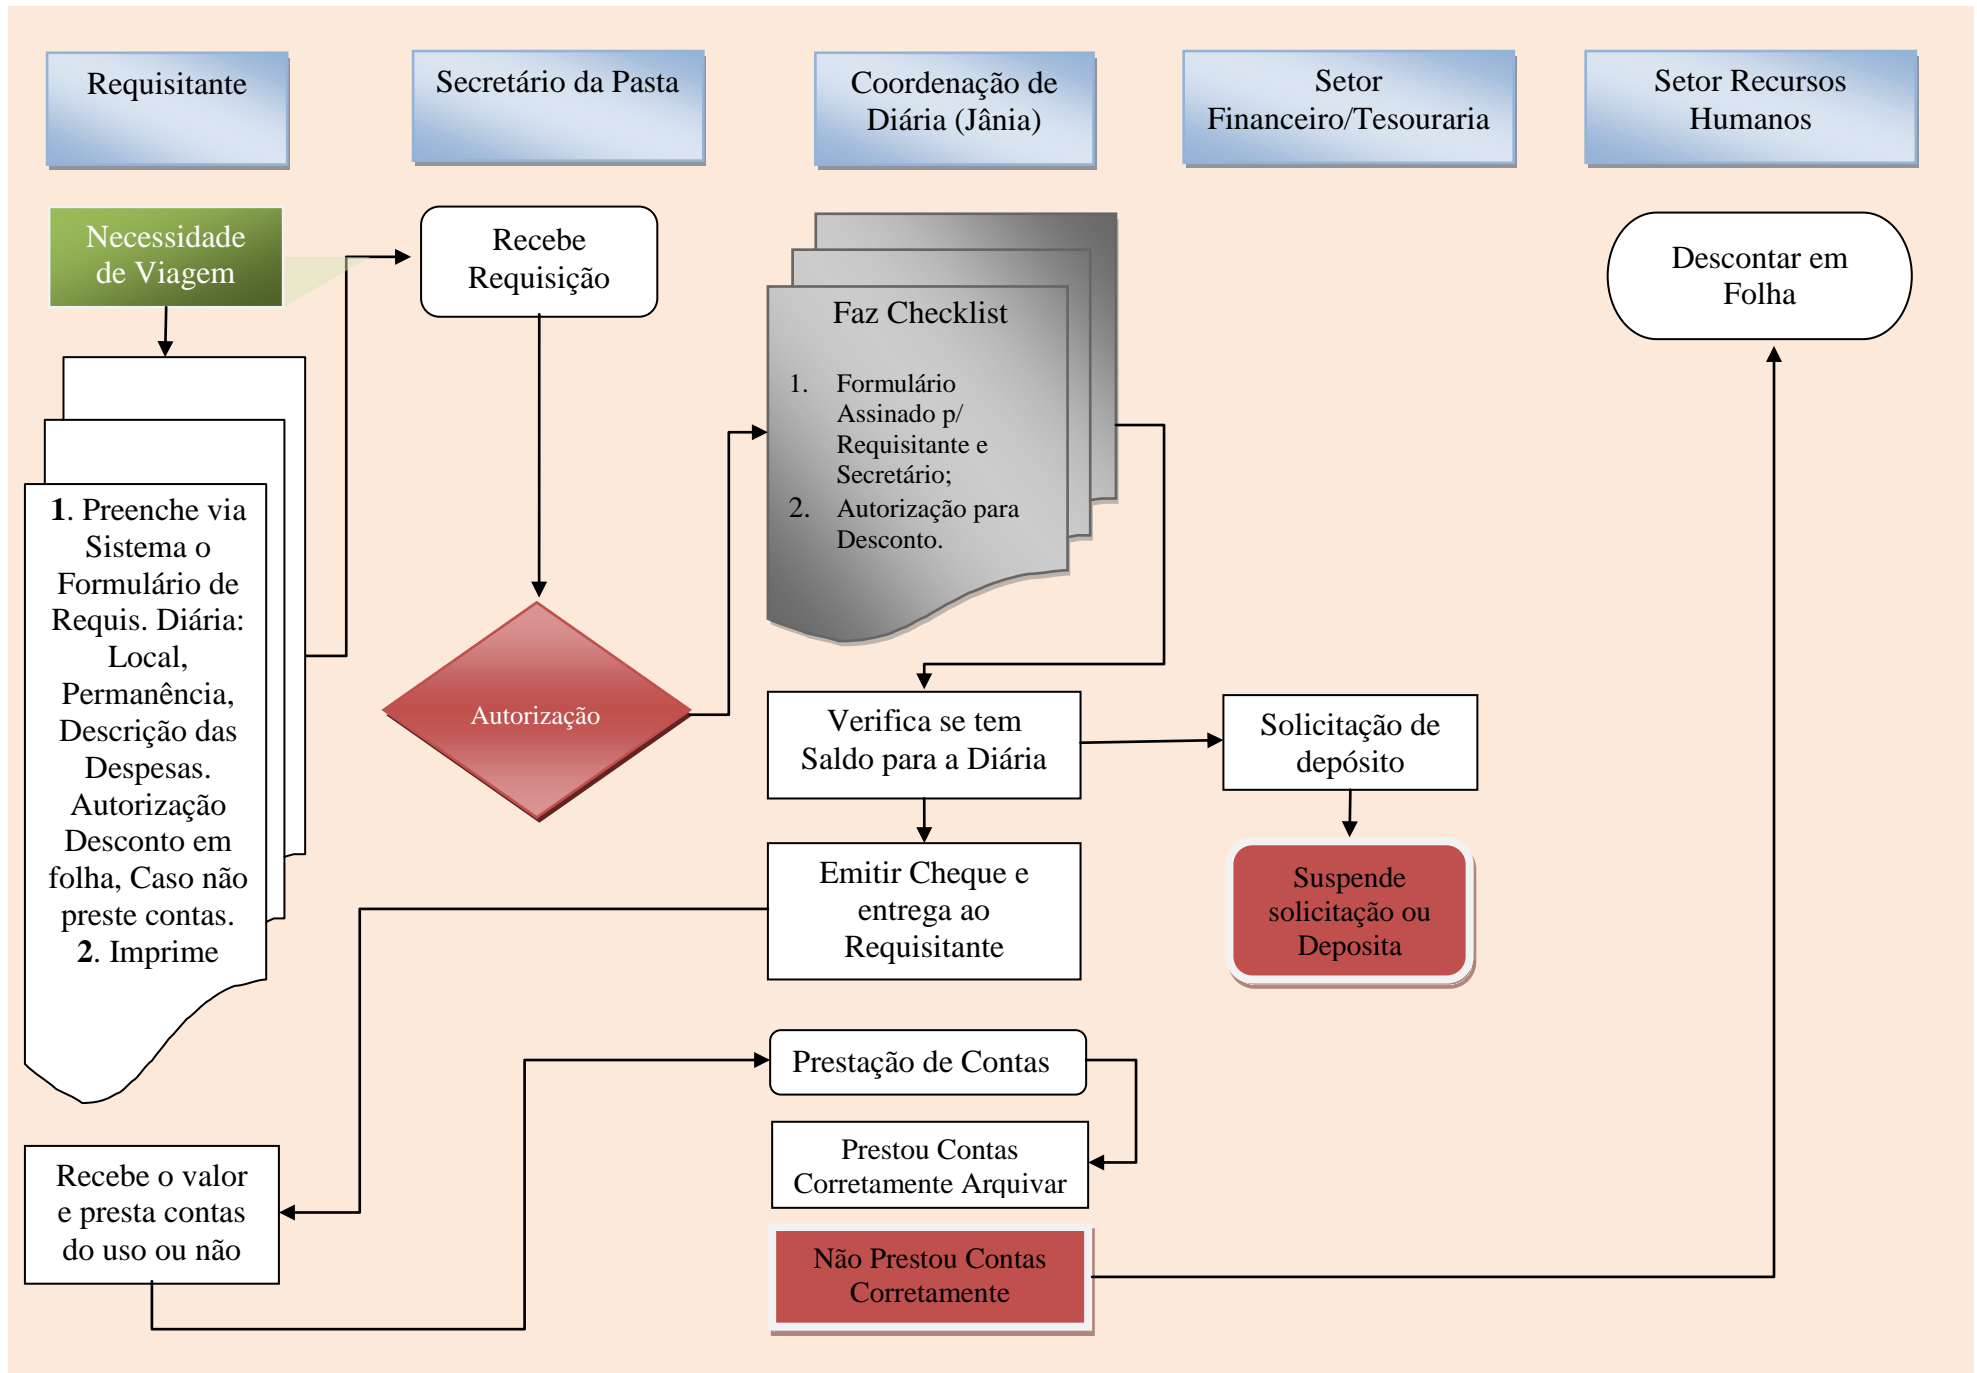 Requisitante
Secretário da Pasta
Coordenação de
Diária (Jânia)
Setor
Financeiro/Tesouraria
Setor Recursos
Humanos
Necessidade
de Viagem
1. Preenche via
Sistema o
Formulário de
Requis. Diária:
Local,
Permanência,
Descrição das
Despesas.
Autorização
Desconto em
folha, Caso não
preste contas.
2. Imprime
Recebe o valor
e presta contas
do uso ou não
Recebe
Requisição
Autorização
Faz Checklist
1. Formulário
Assinado p/
Requisitante e
Secretário;
2. Autorização para
Desconto.
Verifica se tem
Saldo para a Diária
Emitir Cheque e
entrega ao
Requisitante
Prestação de Contas
Prestou Contas
Corretamente Arquivar
Não Prestou Contas
Corretamente
Solicitação de
depósito
Suspende
solicitação ou
Deposita
Descontar em
Folha